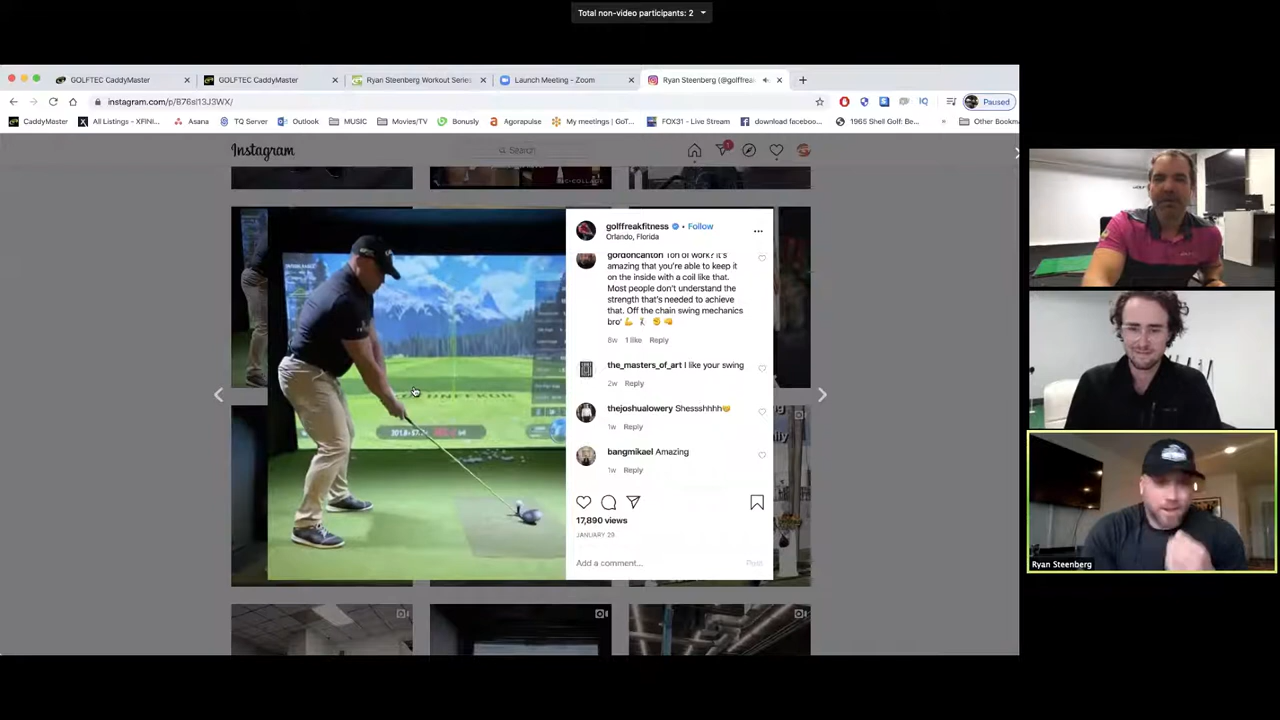 Total non-video participants: 2
GOLFTEC CaddyMaster
GOLFTEC CaddyMaster
Ryan Steenberg Workout Series
Launch Meeting - Zoom
Ryan Steenberg (@golffrea
instagram.com/p/B76sl13J3WX/
Paused
CaddyMaster
All Listings - XFINI...
Asana
TQ Server
Outlook
MUSIC
Movies/TV
Bonusly
Agorapulse
My meetings | GoT...
FOX31 - Live Stream
download faceboo...
1965 Shell Golf: Be...
»
Other Bookma
Instagram
Search
1
golffreakfitness • Follow
Orlando, Florida
...
gordoncanton Ton of work? It's
amazing that you're able to keep it
on the inside with a coil like that.
Most people don't understand the
strength that's needed to achieve
that. Off the chain swing mechanics
bro'
8w 1 like Reply
the_masters_of_art I like your swing
2w Reply
thejoshualowery Shessshhhh
1w Reply
bangmikael Amazing
1w Reply
17,890 views
JANUARY 29
Add a comment...
Post
Ryan Steenberg